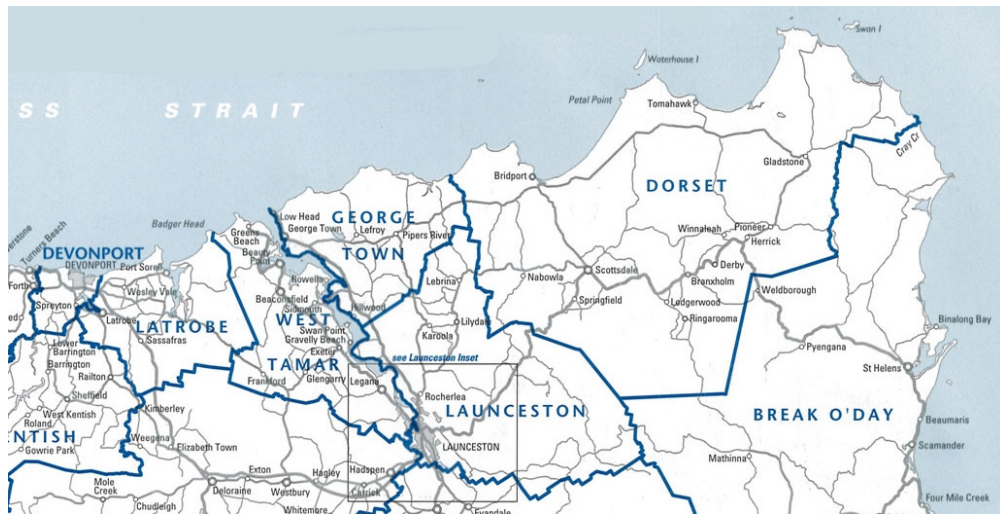 Swan I
Waterhouse I
Petal Point
Tomahawk
SS STRAIT
Cray Cr
Gladstone
Bridport
DORSET
Badger Head
Low Head
George Town
GEORGE
TOWN
Lefroy
Pipers River
Winnaleah
Pioneer
Herrick
Turners Beach
DEVONPORT
DEVONPORT
Port Sorell
Greens
Beach
Beauty
Point
Rowella
Lebrina
Nabowla
Scottsdale
Derby
Branxholm
Weldborough
Forth
Spreyton
Wesley Vale
Latrobe
LATROBE
Sassafras
Beaconsfield
Sidmouth
Hillwood
WEST
TAMAR
Swan Point
Gravelly Beach
Exeter
Lilydale
Karoola
Springfield
Ledgerwood
Ringarooma
Binalong Bay
Pyengana
St Helens
Lower
Barrington
Barrington
Railton
Sheffield
Frankford
Glengarry
Legana
see Launceston Inset
Rocherlea
LAUNCESTON
LAUNCESTON
BREAK O'DAY
Beaumaris
Scamander
West Kentish
Roland
ENTISH
Gowrie Park
Kimberley
Weegena
Elizabeth Town
Mole
Creek
Chudleigh
Deloraine
Exton
Westbury
Hagley
Whitemore
Hadspen
Carrick
Evandale
Mathinna
Four Mile Creek